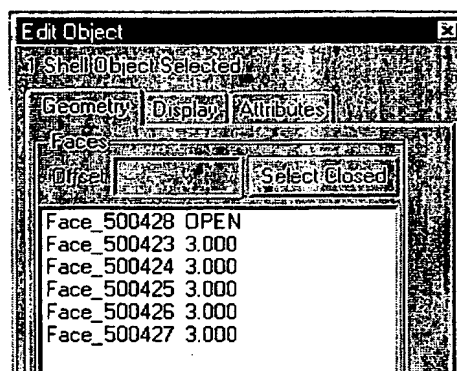 Edit Object
1 Shell Object Selected
Geometry Display Attributes
Faces
Offset Select Closed
Face_500428 OPEN
Face_500423 3.000
Face_500424 3.000
Face_500425 3.000
Face_500426 3.000
Face_500427 3.000